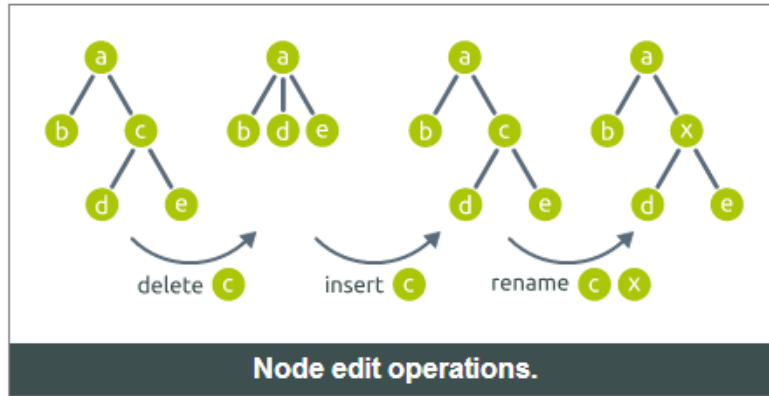 a a a a
b c b d e b c b x
d e d e d e
delete c insert c rename c x
Node edit operations.